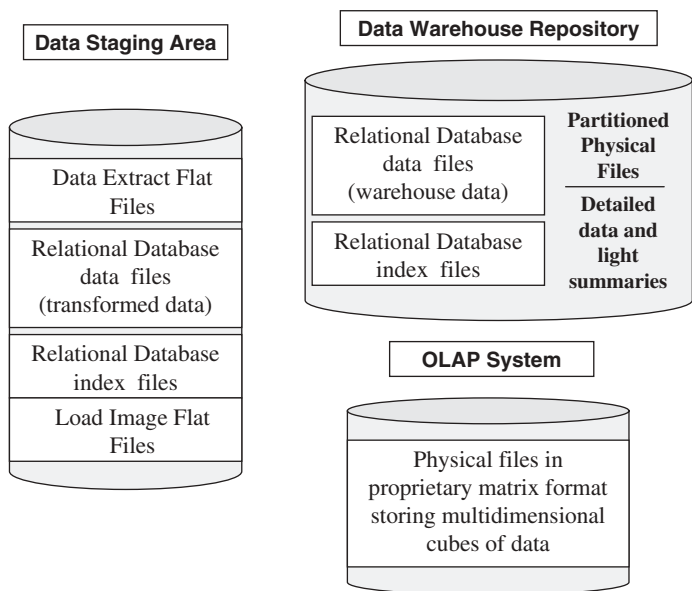 Data Staging Area
Data Extract Flat
Files
Relational Database
data files
(transformed data)
Relational Database
index files
Load Image Flat
Files
Data Warehouse Repository
Relational Database
data files
(warehouse data)
Relational Database
index files
Partitioned
Physical
Files
Detailed
data and
light
summaries
OLAP System
Physical files in
proprietary matrix format
storing multidimensional
cubes of data